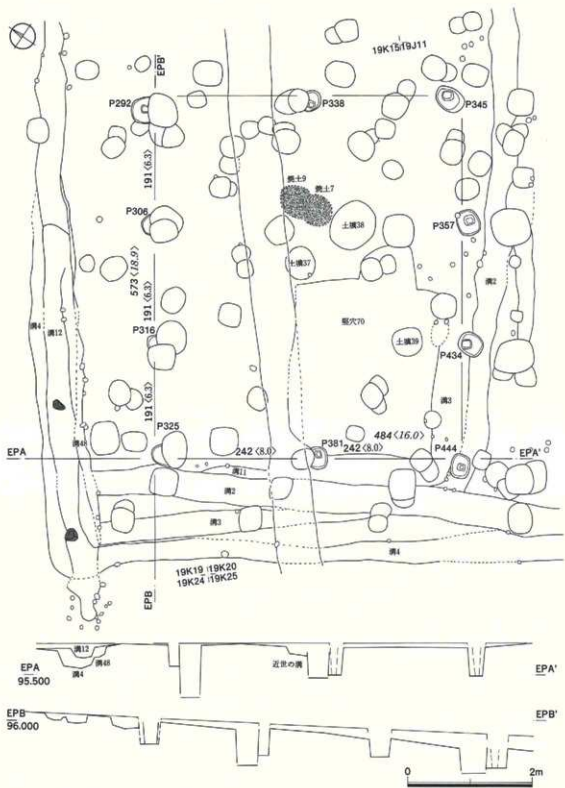 19K15 19J11
EPB'
P292
P338
P345
191〈6.3〉
焼土9
焼土7
P306
土壙38
P357
573〈18.9〉
土壙37
溝2
191〈6.3〉
溝4
溝12
竪穴70
P316
土壙39
P434
191〈6.3〉
溝3
溝48
P325
P381
484〈16.0〉
P444
EPA
242〈8.0〉
242〈8.0〉
EPA'
溝11
溝2
溝3
溝4
19K19 19K20
19K24 19K25
EPB
溝12
溝48
溝4
近世の溝
EPA
95.500
EPA'
EPB
96.000
EPB'
0
2m